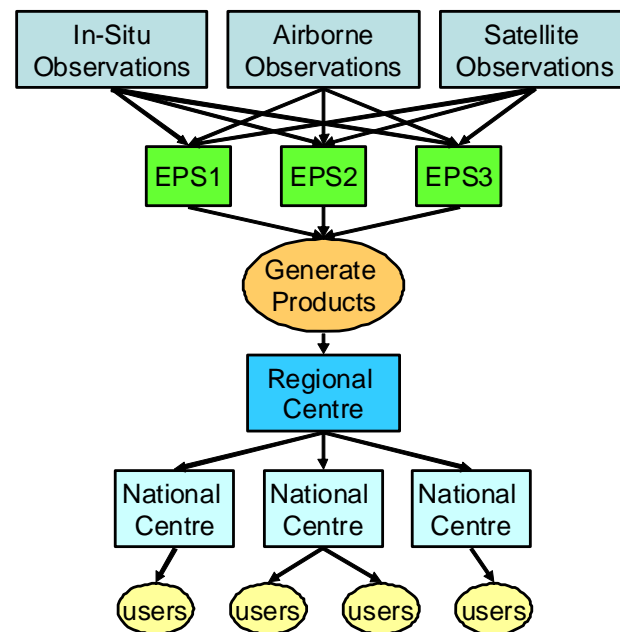 In-Situ
Observations
Airborne
Observations
Satellite
Observations
EPS1
EPS2
EPS3
Generate
Products
Regional
Centre
National
Centre
National
Centre
National
Centre
users
users
users
users